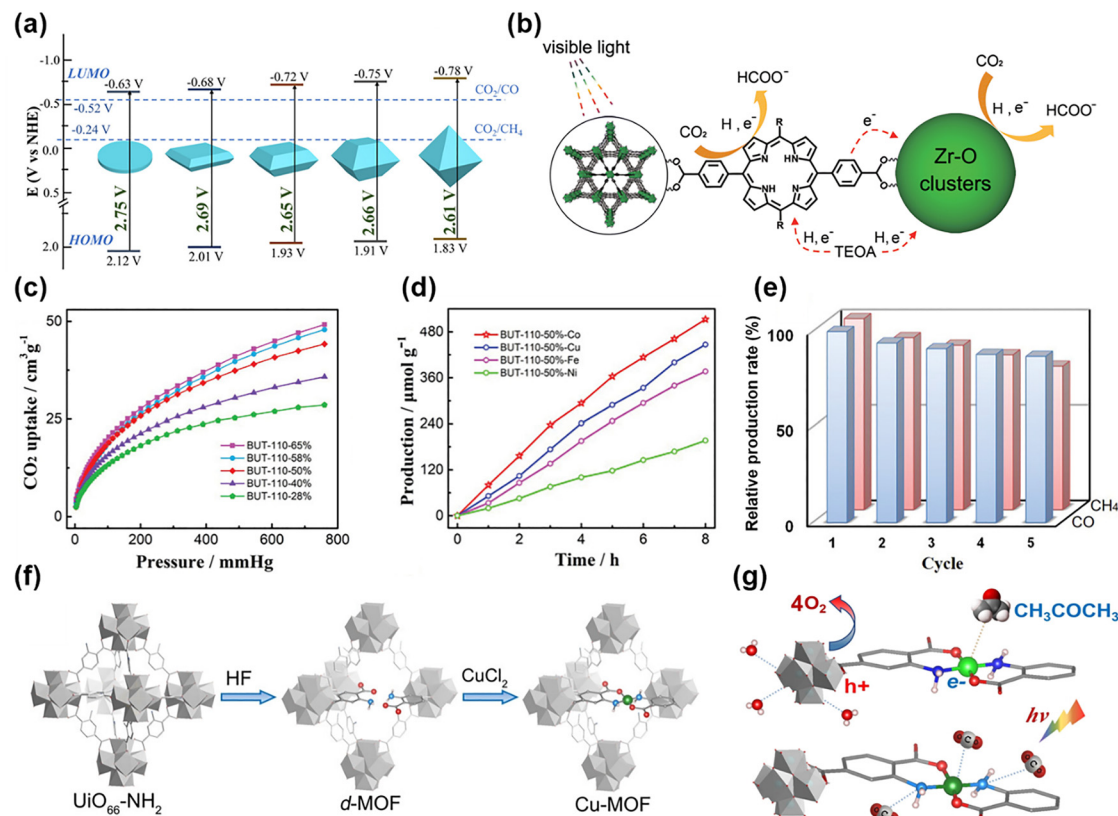 (a)
E (V vs NHE)
-1.0
-0.5
0.0
0.5
2.0
LUMO
HOMO
-0.63 V
-0.68 V
-0.72 V
-0.75 V
-0.78 V
CO₂/CO
-0.52 V
-0.24 V
CO₂/CH₄
2.75 V
2.69 V
2.65 V
2.66 V
2.61 V
2.12 V
2.01 V
1.93 V
1.91 V
1.83 V
(b)
visible light
HCOO⁻
CO₂
H, e⁻
CO₂
H, e⁻
HCOO⁻
R
e⁻
N
HN
NH
N
R
O
O
O
O
Zr-O
clusters
H, e⁻
H, e⁻
TEOA
(c)
CO₂ uptake / cm³ g⁻¹
50
25
0
BUT-110-65%
BUT-110-58%
BUT-110-50%
BUT-110-40%
BUT-110-28%
0 200 400 600 800
Pressure / mmHg
(d)
Production / μmol g⁻¹
480
360
240
120
0
BUT-110-50%-Co
BUT-110-50%-Cu
BUT-110-50%-Fe
BUT-110-50%-Ni
0 2 4 6 8
Time / h
(e)
Relative production rate (%)
100
50
0
1 2 3 4 5
Cycle
CH₄
CO
(f)
HF
CuCl₂
UiO₆₆-NH₂
d-MOF
Cu-MOF
(g)
4O₂
CH₃COCH₃
h+
e-
hν
C
C
C